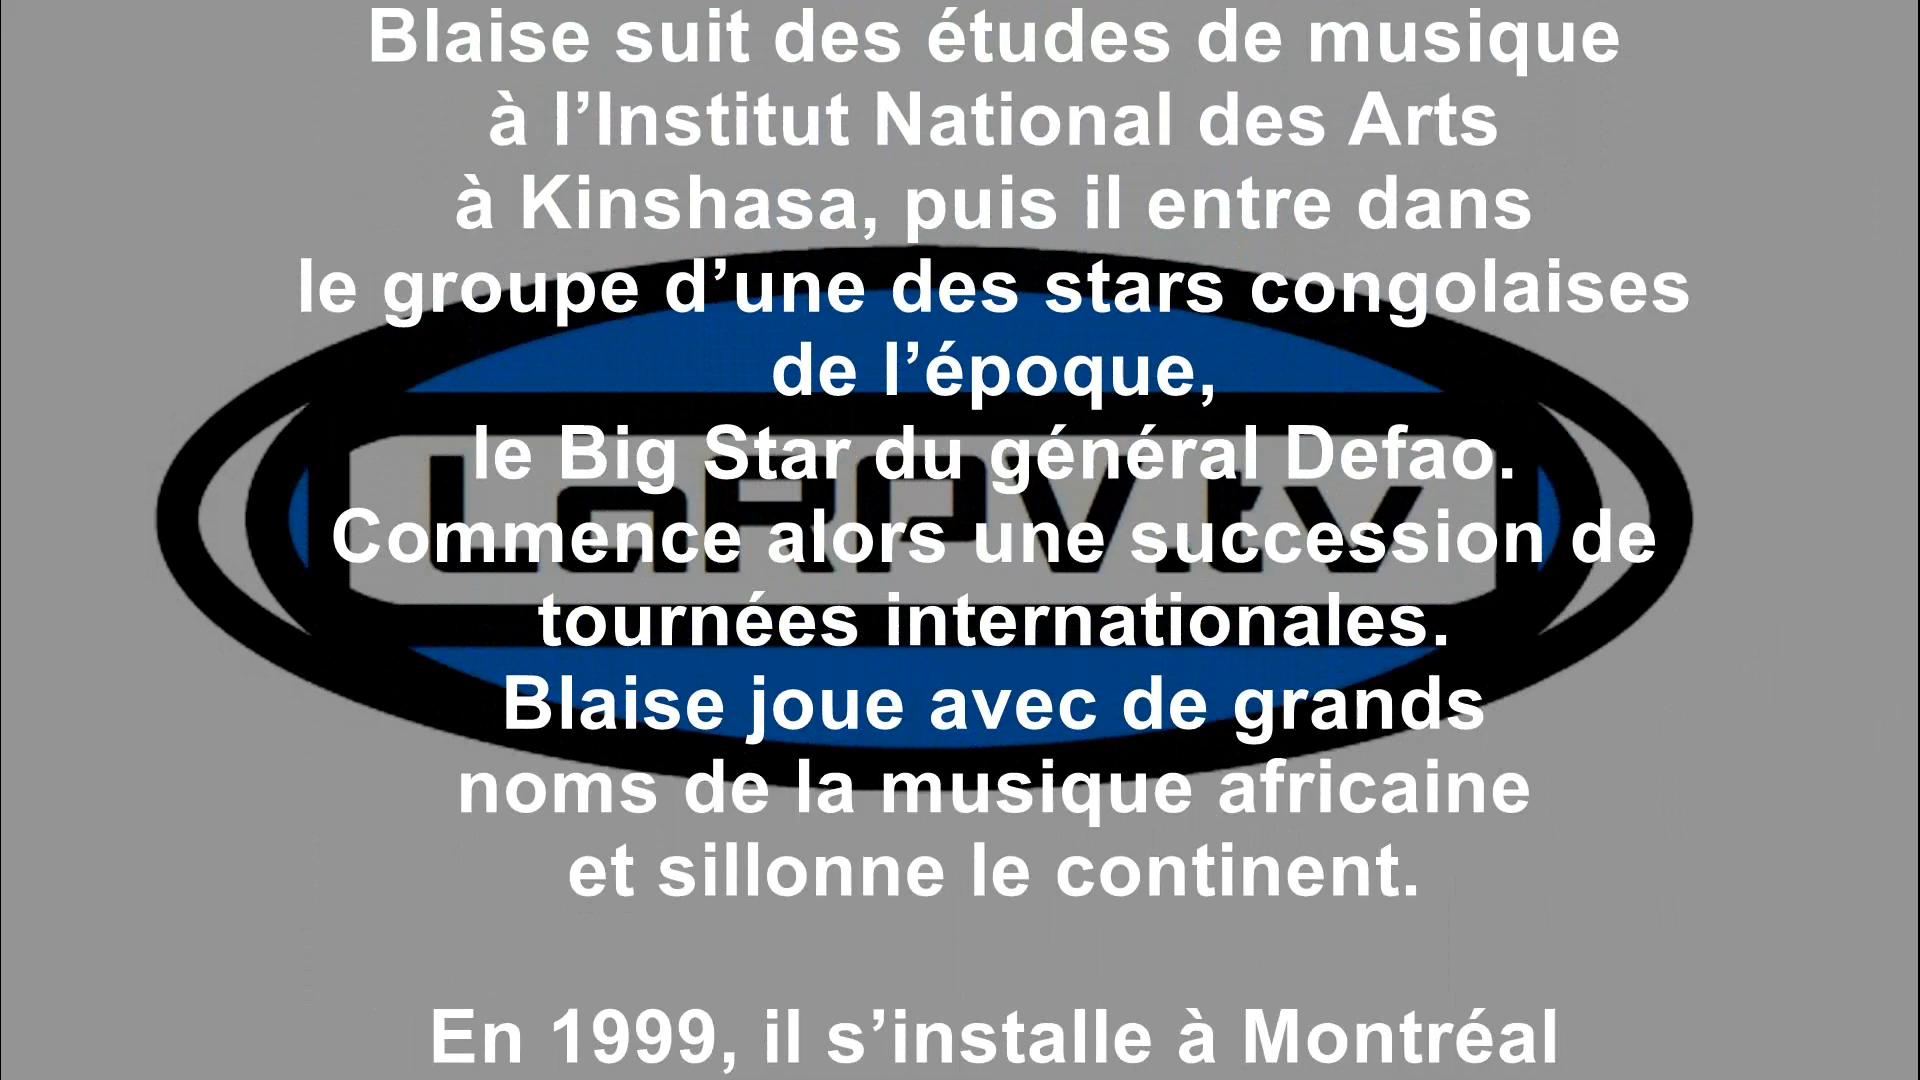 Blaise suit des études de musique
à l’Institut National des Arts
à Kinshasa, puis il entre dans
le groupe d’une des stars congolaises
de l’époque,
le Big Star du général Defao.
LaRPV.tv
Commence alors une succession de
tournées internationales.
Blaise joue avec de grands
noms de la musique africaine
et sillonne le continent.
En 1999, il s’installe à Montréal